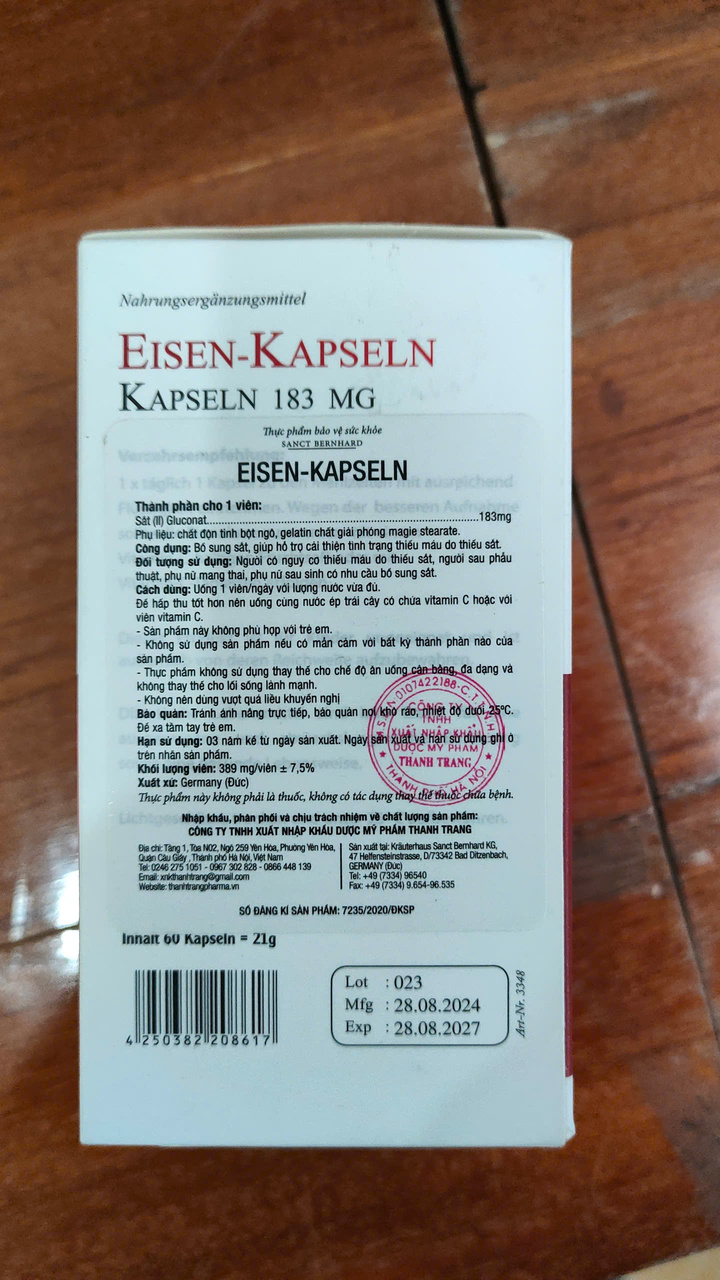 Nahrungsergänzungsmittel
EISEN-KAPSELN
KAPSELN 183 MG
Thực phẩm bảo vệ sức khỏe
SANCT BERNHARD
EISEN-KAPSELN
Verzehrsempfehlung:
Thành phần cho 1 viên:
Sắt (II) Gluconat...............................................................183mg
Phụ liệu: chất độn tinh bột ngô, gelatin chất giải phóng magie stearate.
Công dụng: Bổ sung sắt, giúp hỗ trợ cải thiện tình trạng thiếu máu do thiếu sắt.
Đối tượng sử dụng: Người có nguy cơ thiếu máu do thiếu sắt, người sau phẫu
thuật, phụ nữ mang thai, phụ nữ sau sinh có nhu cầu bổ sung sắt.
Cách dùng: Uống 1 viên/ngày với lượng nước vừa đủ.
Để hấp thu tốt hơn nên uống cùng nước ép trái cây có chứa vitamin C hoặc với
viên vitamin C.
- Sản phẩm này không phù hợp với trẻ em.
- Không sử dụng sản phẩm nếu có mẫn cảm với bất kỳ thành phần nào của
sản phẩm.
- Thực phẩm không sử dụng thay thế cho chế độ ăn uống cân bằng, đa dạng và
không thay thế cho lối sống lành mạnh.
- Không nên dùng vượt quá liều khuyến nghị
Bảo quản: Tránh ánh nắng trực tiếp, bảo quản nơi khô ráo, nhiệt độ dưới 25°C.
Để xa tầm tay trẻ em.
Hạn sử dụng: 03 năm kể từ ngày sản xuất. Ngày sản xuất và hạn sử dụng ghi ở
trên nhãn sản phẩm.
Khối lượng viên: 389 mg/viên ± 7,5%
Xuất xứ: Germany (Đức)
Thực phẩm này không phải là thuốc, không có tác dụng thay thế thuốc chữa bệnh.
M.S.D.N:0107422188-C.T.T.N.H.H
CÔNG TY
TNHH
XUẤT NHẬP KHẨU
DƯỢC MỸ PHẨM
THANH TRANG
THÀNH PHỐ HÀ NỘI
Nhập khẩu, phân phối và chịu trách nhiệm về chất lượng sản phẩm:
CÔNG TY TNHH XUẤT NHẬP KHẨU DƯỢC MỸ PHẨM THANH TRANG
Địa chỉ: Tầng 1, Tòa N02, Ngõ 259 Yên Hòa, Phường Yên Hòa,
Quận Cầu Giấy, Thành phố Hà Nội, Việt Nam
Tel: 0246 275 1051 - 0967 302 828 - 0866 448 139
Email: xnkthanhtrang@gmail.com
Website: thanhtrangpharma.vn
Sản xuất tại: Kräuterhaus Sanct Bernhard KG,
47 Helfensteinstrasse, D/73342 Bad Ditzenbach,
GERMANY (Đức)
Tel: +49 (7334) 96540
Fax: +49 (7334) 9.654-96.535
SỐ ĐĂNG KÍ SẢN PHẨM: 7235/2020/ĐKSP
Inhalt 60 Kapseln = 21g
4 250382 208617
Lot : 023
Mfg : 28.08.2024
Exp : 28.08.2027
Art-Nr. 3348